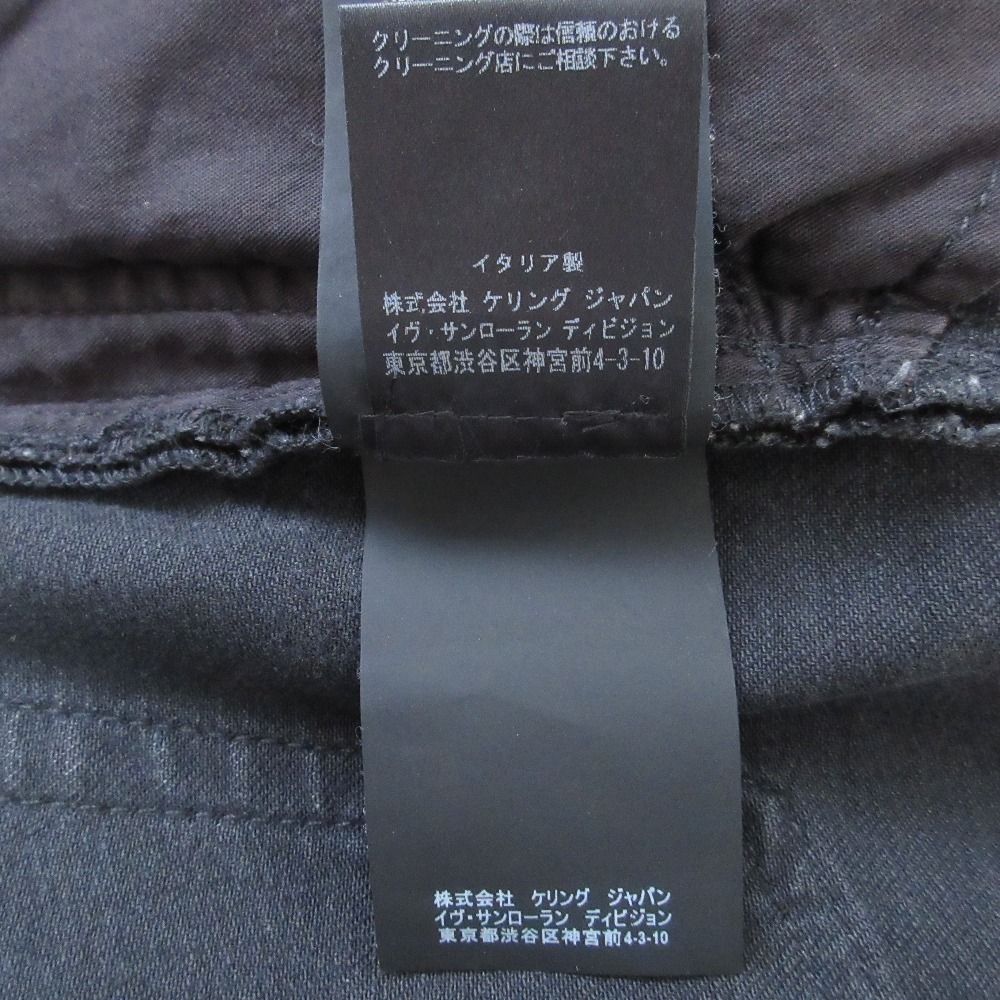 クリーニングの際は信頼のおける
クリーニング店にご相談下さい。
イタリア製
株式会社 ケリング ジャパン
イヴ・サンローラン ディビジョン
東京都渋谷区神宮前4-3-10
株式会社 ケリング ジャパン
イヴ・サンローラン ディビジョン
東京都渋谷区神宮前4-3-10